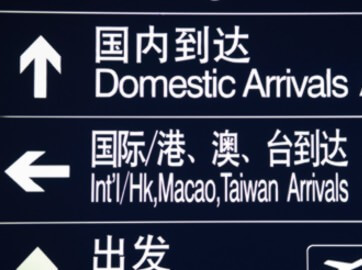 国内到达
Domestic Arrivals
国际/港、澳、台到达
Int'l/Hk,Macao,Taiwan Arrivals
出发